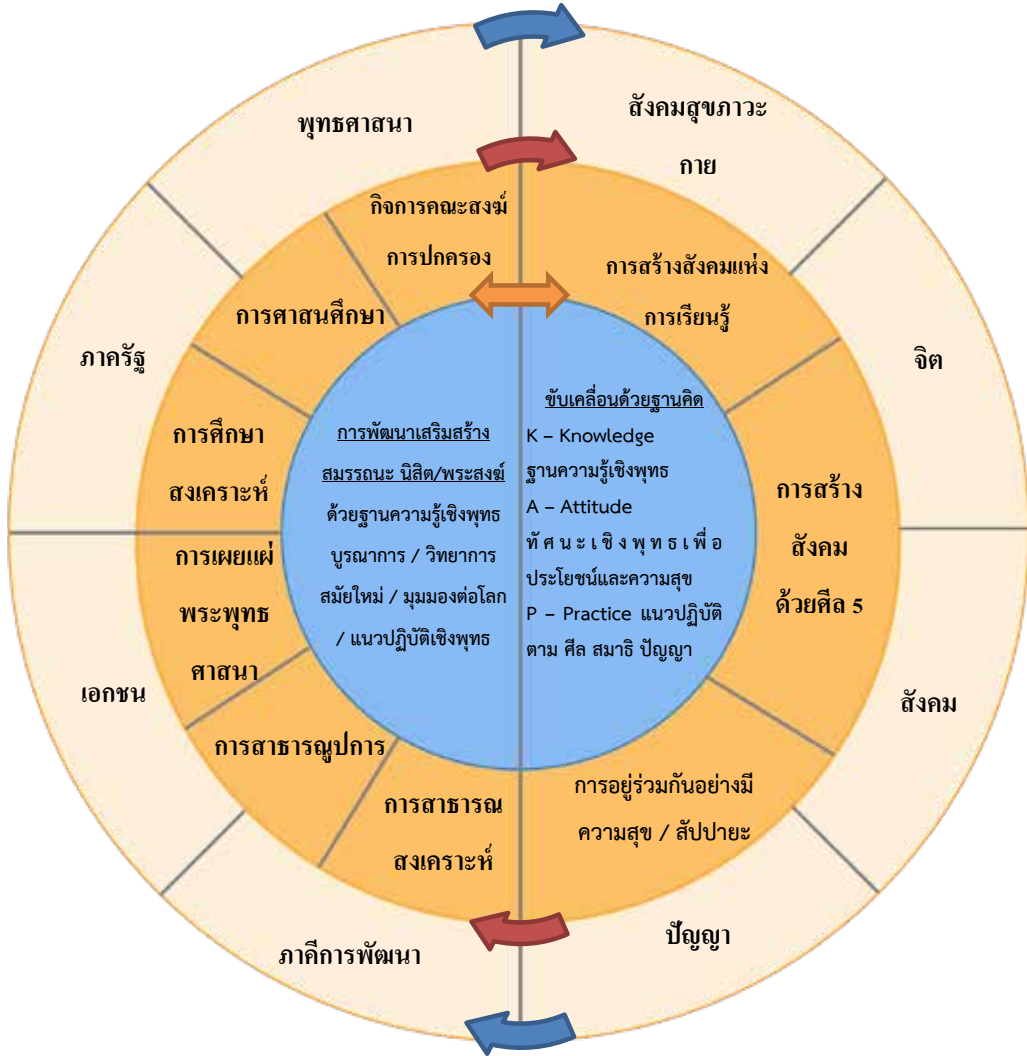 พุทธศาสนา
สังคมสุขภาวะ
กาย
กิจการคณะสงฆ์
การปกครอง
การสร้างสังคมแห่ง
การเรียนรู้
การศาสนศึกษา
ภาครัฐ
จิต
การศึกษา
สงเคราะห์
การพัฒนาเสริมสร้าง
สมรรถนะ นิสิต/พระสงฆ์
ด้วยฐานความรู้เชิงพุทธ
บูรณาการ / วิทยาการ
สมัยใหม่ / มุมมองต่อโลก
/ แนวปฏิบัติเชิงพุทธ
ขับเคลื่อนด้วยฐานคิด
K – Knowledge
ฐานความรู้เชิงพุทธ
A – Attitude
ทัศนะเชิงพุทธเพื่อ
ประโยชน์และความสุข
P – Practice แนวปฏิบัติ
ตาม ศีล สมาธิ ปัญญา
การสร้าง
สังคม
ด้วยศีล 5
การเผยแผ่
พระพุทธ
ศาสนา
เอกชน
สังคม
การสาธารณูปการ
การสาธารณ
สงเคราะห์
การอยู่ร่วมกันอย่างมี
ความสุข / สัปปายะ
ภาคีการพัฒนา
ปัญญา